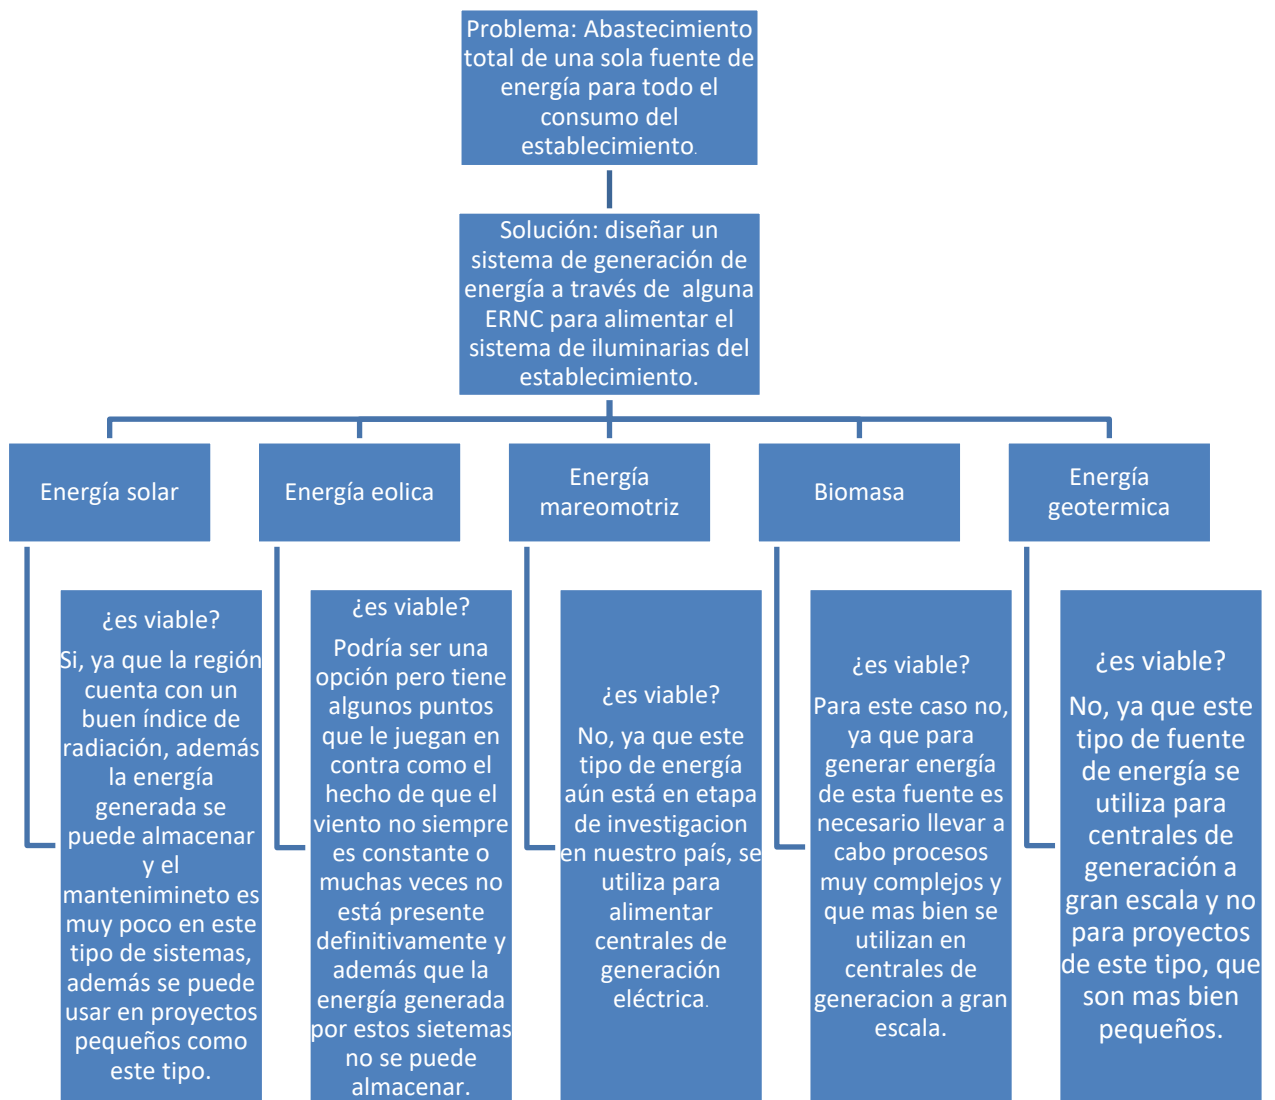 Problema: Abastecimiento
total de una sola fuente de
energía para todo el
consumo del
establecimiento.
Solución: diseñar un
sistema de generación de
energía a través de alguna
ERNC para alimentar el
sistema de iluminarias del
establecimiento.
Energía solar
Energía eolica
Energía
mareomotriz
Biomasa
Energía
geotermica
¿es viable?
Si, ya que la región
cuenta con un
buen índice de
radiación, además
la energía
generada se
puede almacenar
y el
mantenimineto es
muy poco en este
tipo de sistemas,
además se puede
usar en proyectos
pequeños como
este tipo.
¿es viable?
Podría ser una
opción pero tiene
algunos puntos
que le juegan en
contra como el
hecho de que el
viento no siempre
es constante o
muchas veces no
está presente
definitivamente y
además que la
energía generada
por estos sietemas
no se puede
almacenar.
¿es viable?
No, ya que este
tipo de energía
aún está en etapa
de investigacion
en nuestro país, se
utiliza para
alimentar
centrales de
generación
eléctrica.
¿es viable?
Para este caso no,
ya que para
generar energía
de esta fuente es
necesario llevar a
cabo procesos
muy complejos y
que mas bien se
utilizan en
centrales de
generacion a gran
escala.
¿es viable?
No, ya que este
tipo de fuente
de energía se
utiliza para
centrales de
generación a
gran escala y no
para proyectos
de este tipo, que
son mas bien
pequeños.